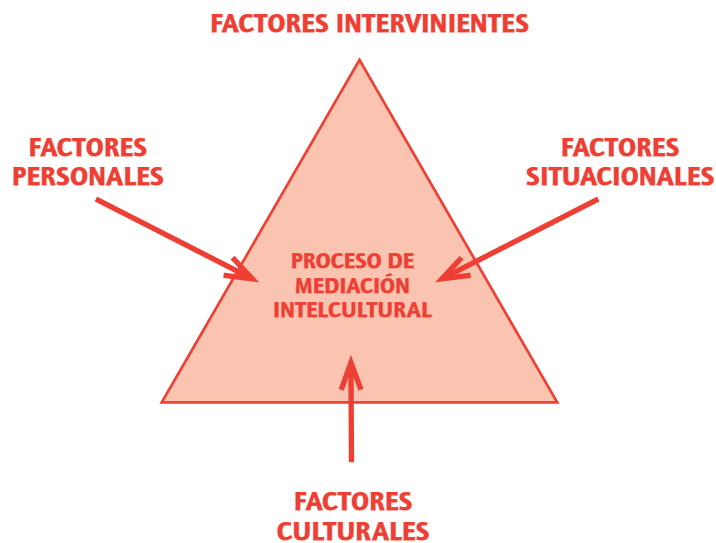 FACTORES INTERVINIENTES
FACTORES
PERSONALES
FACTORES
SITUACIONALES
PROCESO DE
MEDIACIÓN
INTELCULTURAL
FACTORES
CULTURALES